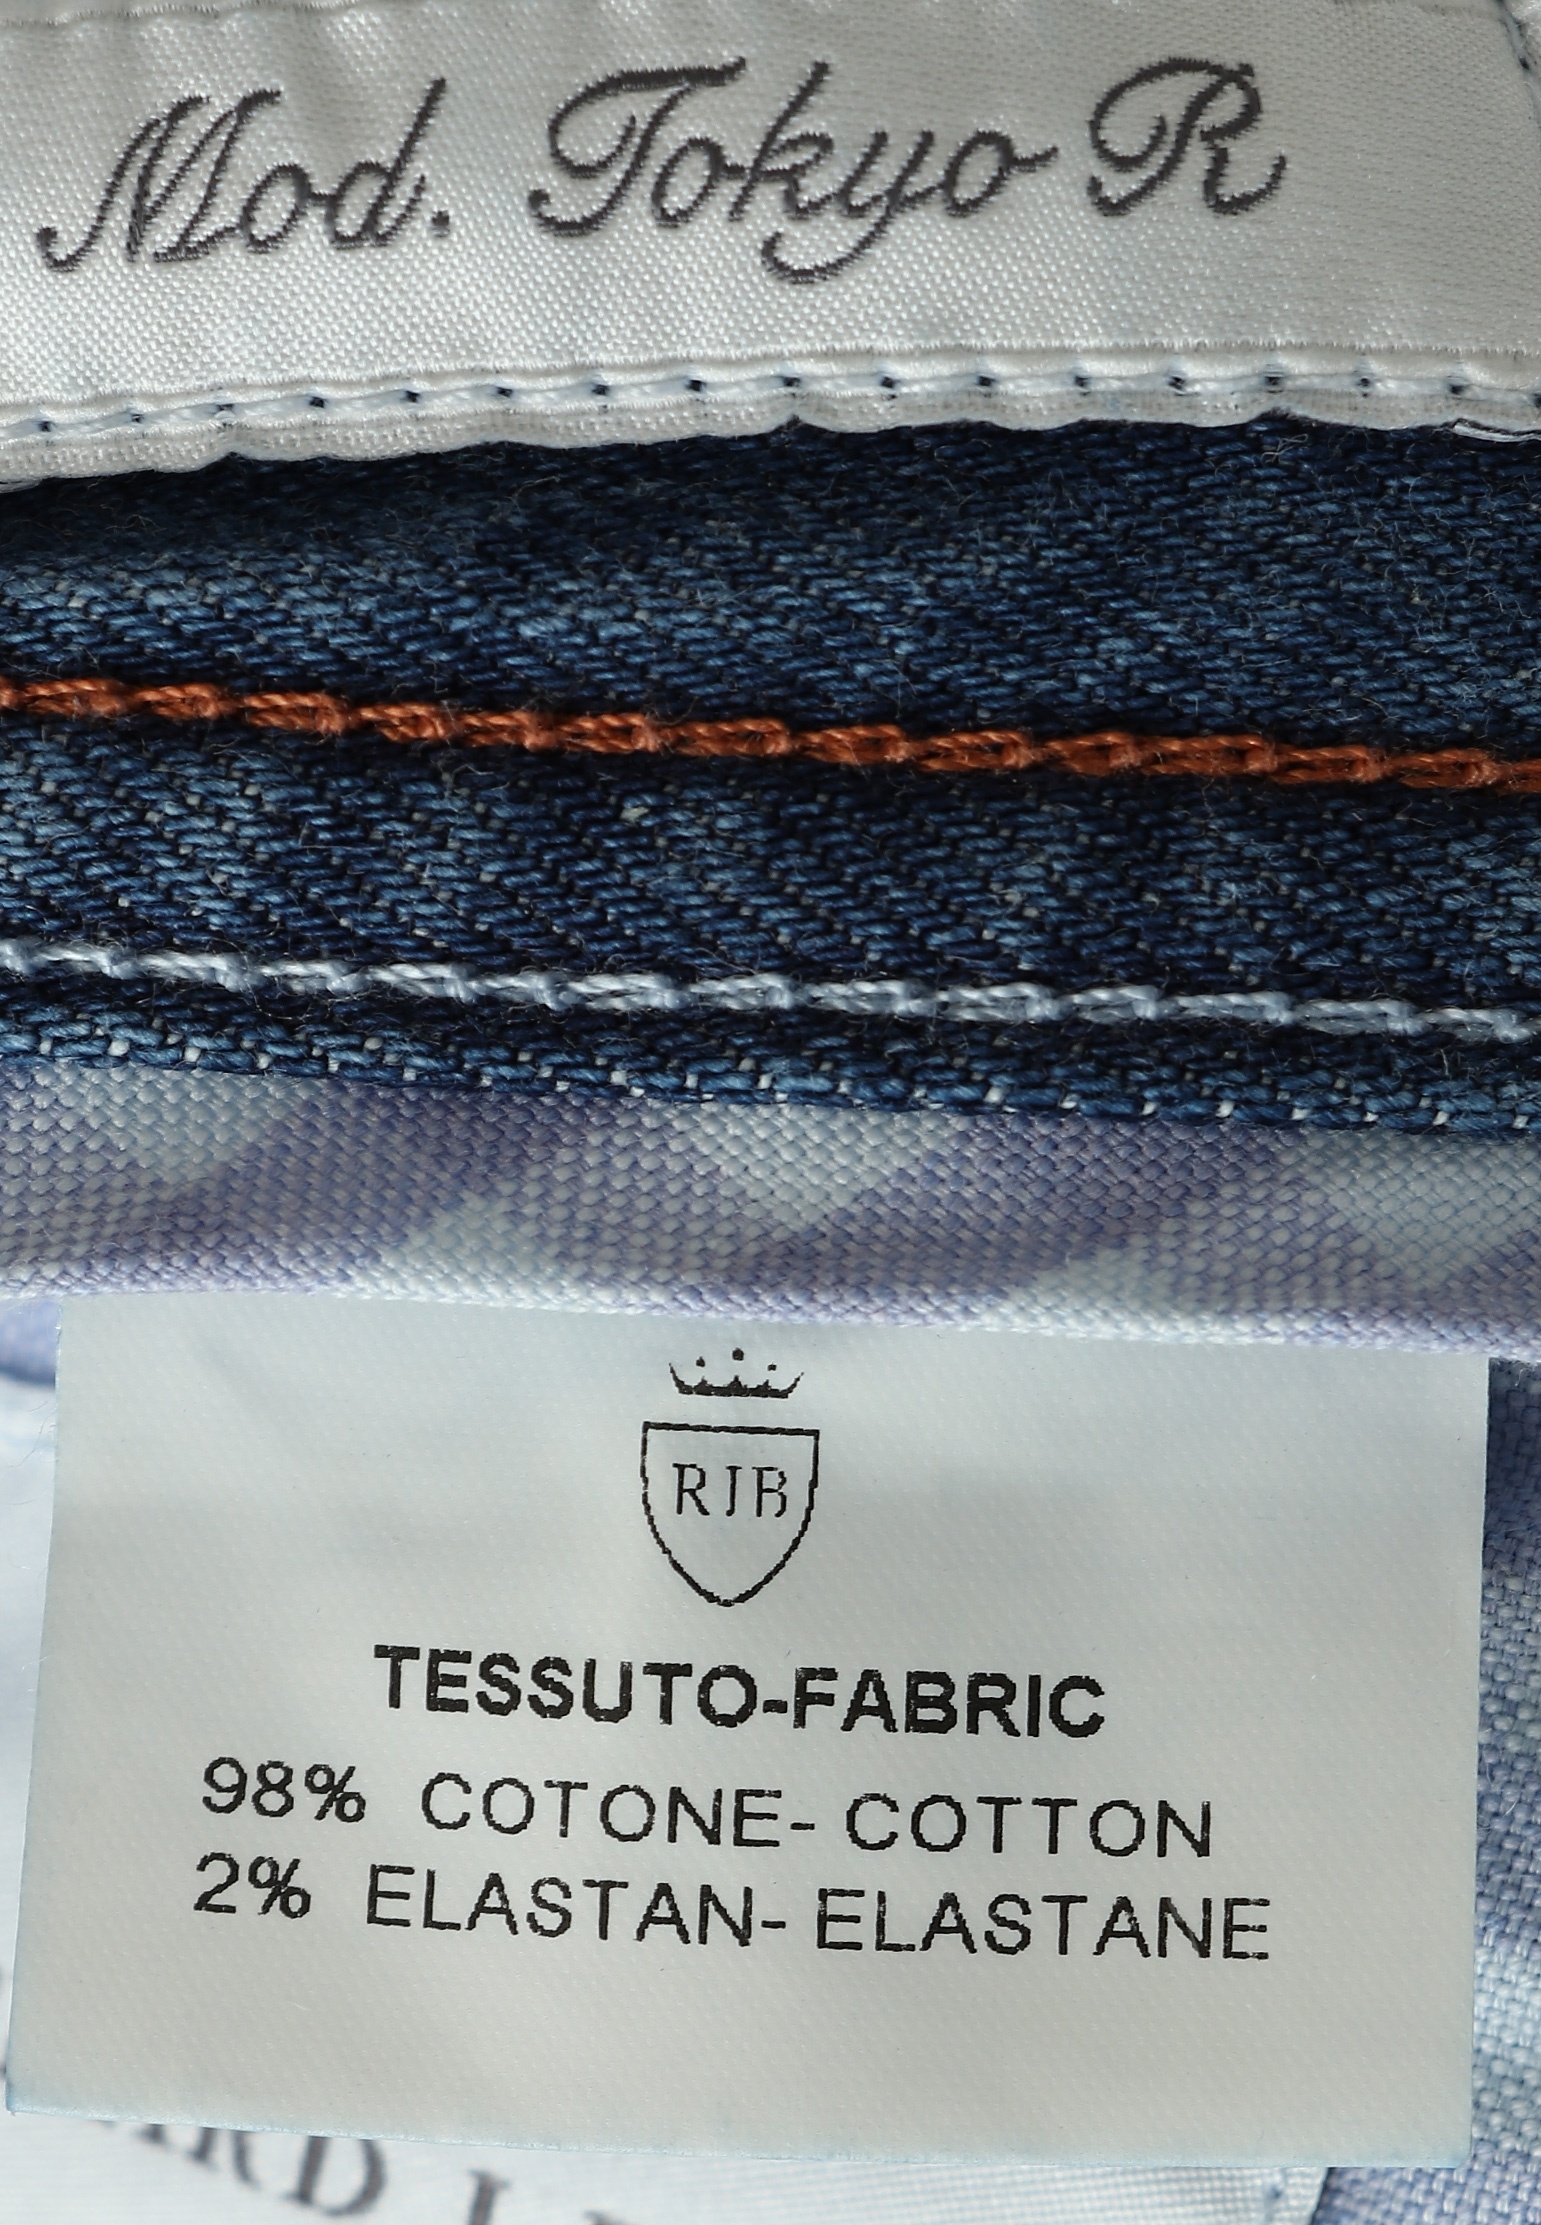 Mod. Tokyo R
RJB
TESSUTO-FABRIC
98% COTONE- COTTON
2% ELASTAN- ELASTANE